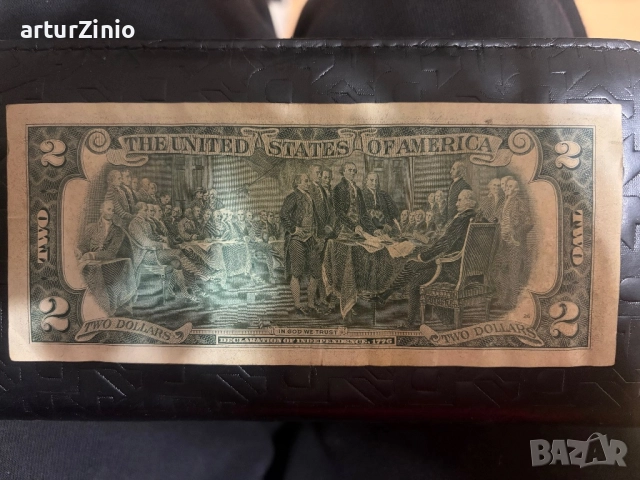 arturZinio
2 THE UNITED STATES OF AMERICA 2
TWO TWO
2 TWO DOLLARS IN GOD WE TRUST TWO DOLLARS 2
DECLARATION OF INDEPENDENCE, 1776
BAZAR